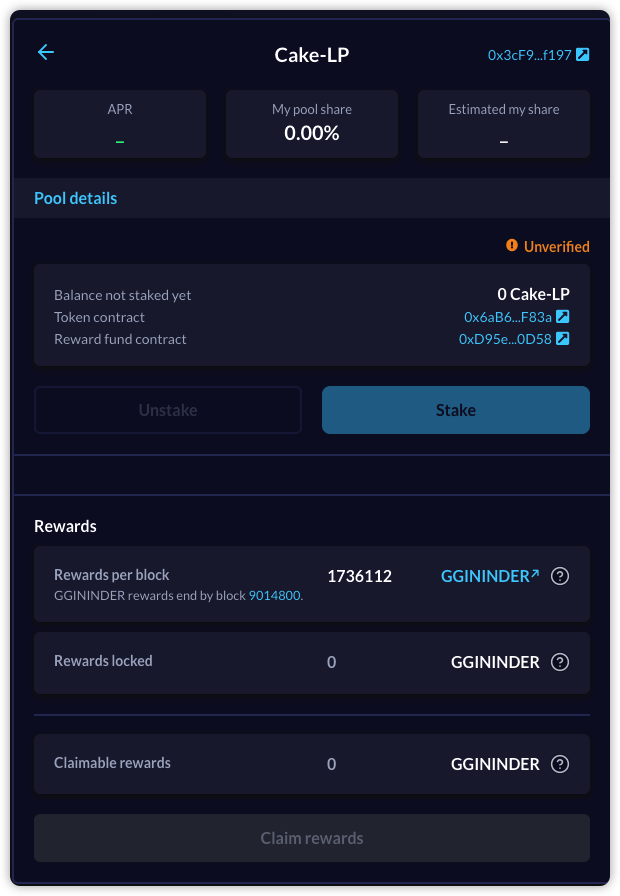 Cake-LP
0x3cF9...f197
APR
–
My pool share
0.00%
Estimated my share
–
Pool details
Unverified
Balance not staked yet
0 Cake-LP
Token contract
0x6aB6...F83a
Reward fund contract
0xD95e...0D58
Unstake
Stake
Rewards
Rewards per block
1736112
GGININDER
GGININDER rewards end by block 9014800.
Rewards locked
0
GGININDER
Claimable rewards
0
GGININDER
Claim rewards